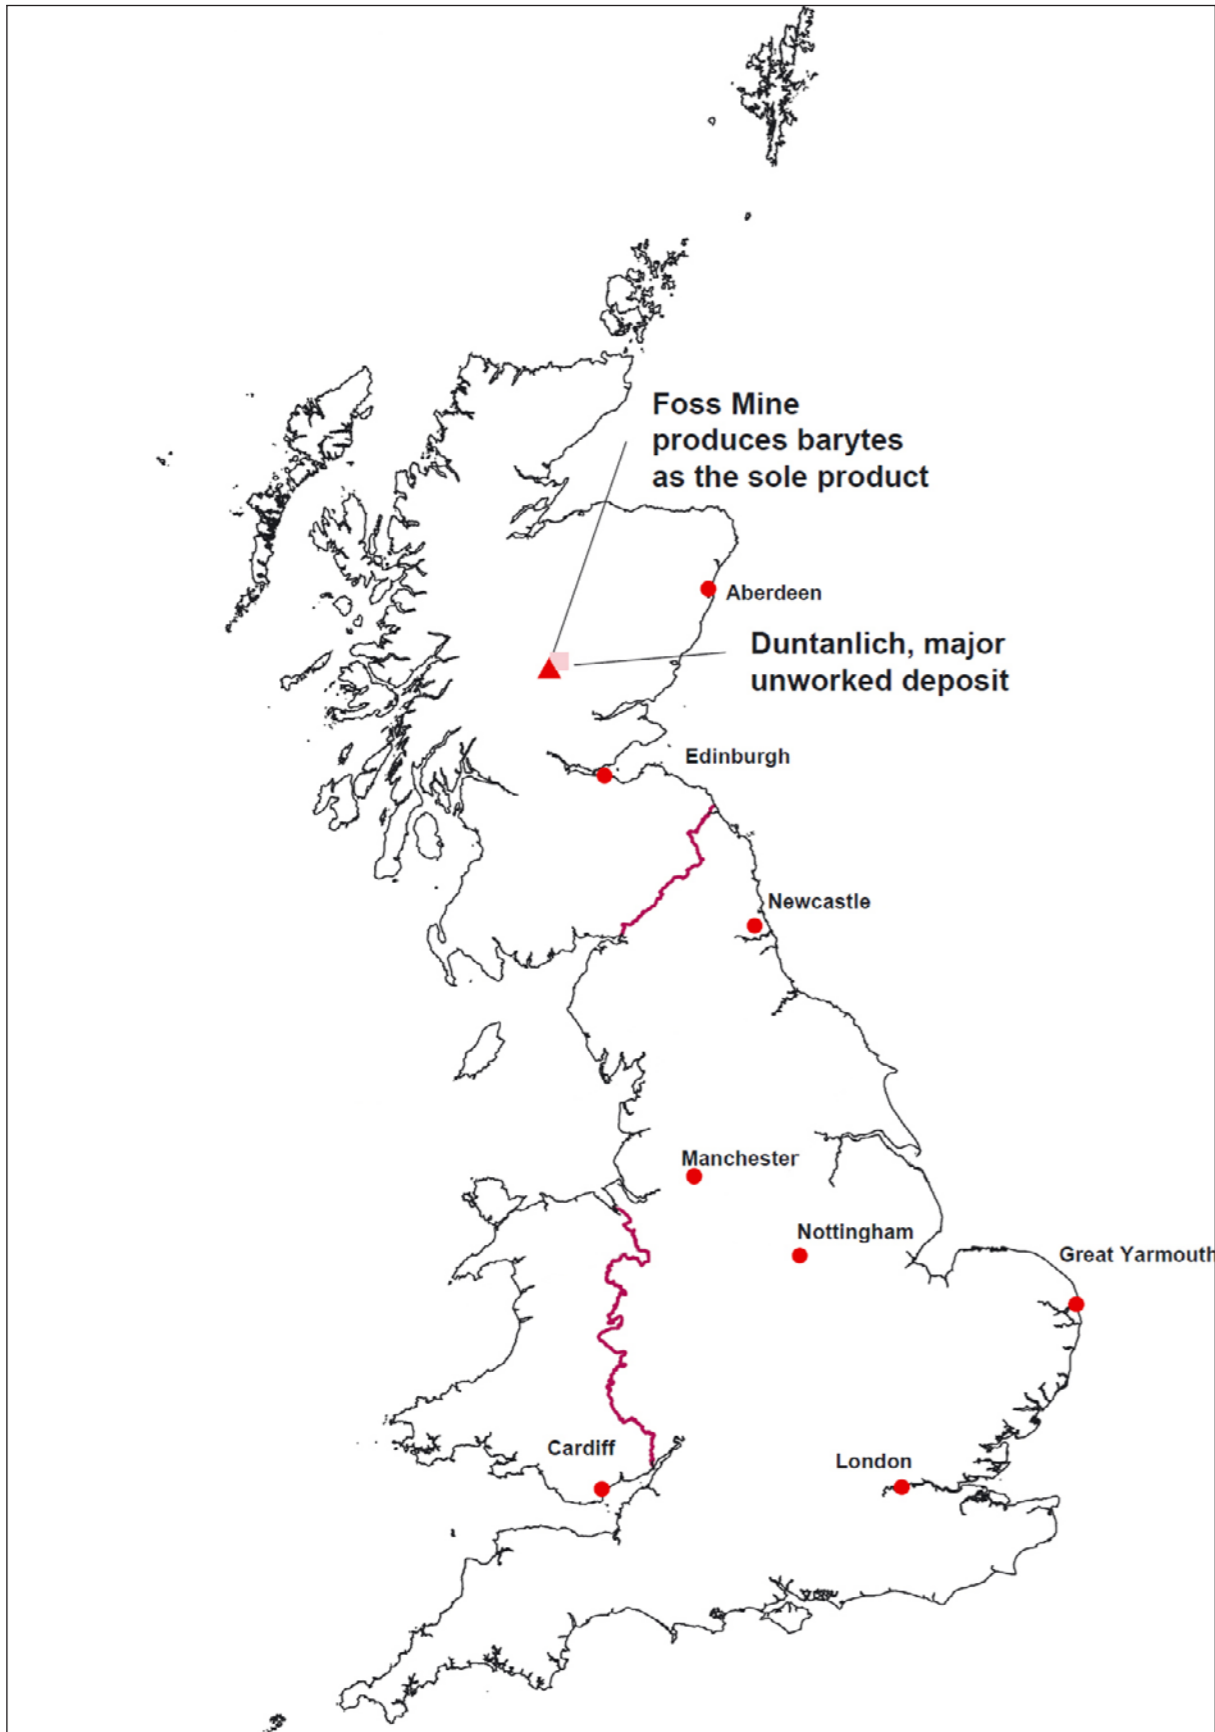 Foss Mine
produces barytes
as the sole product
Aberdeen
Duntanlich, major
unworked deposit
Edinburgh
Newcastle
Manchester
Nottingham
Great Yarmouth
Cardiff
London